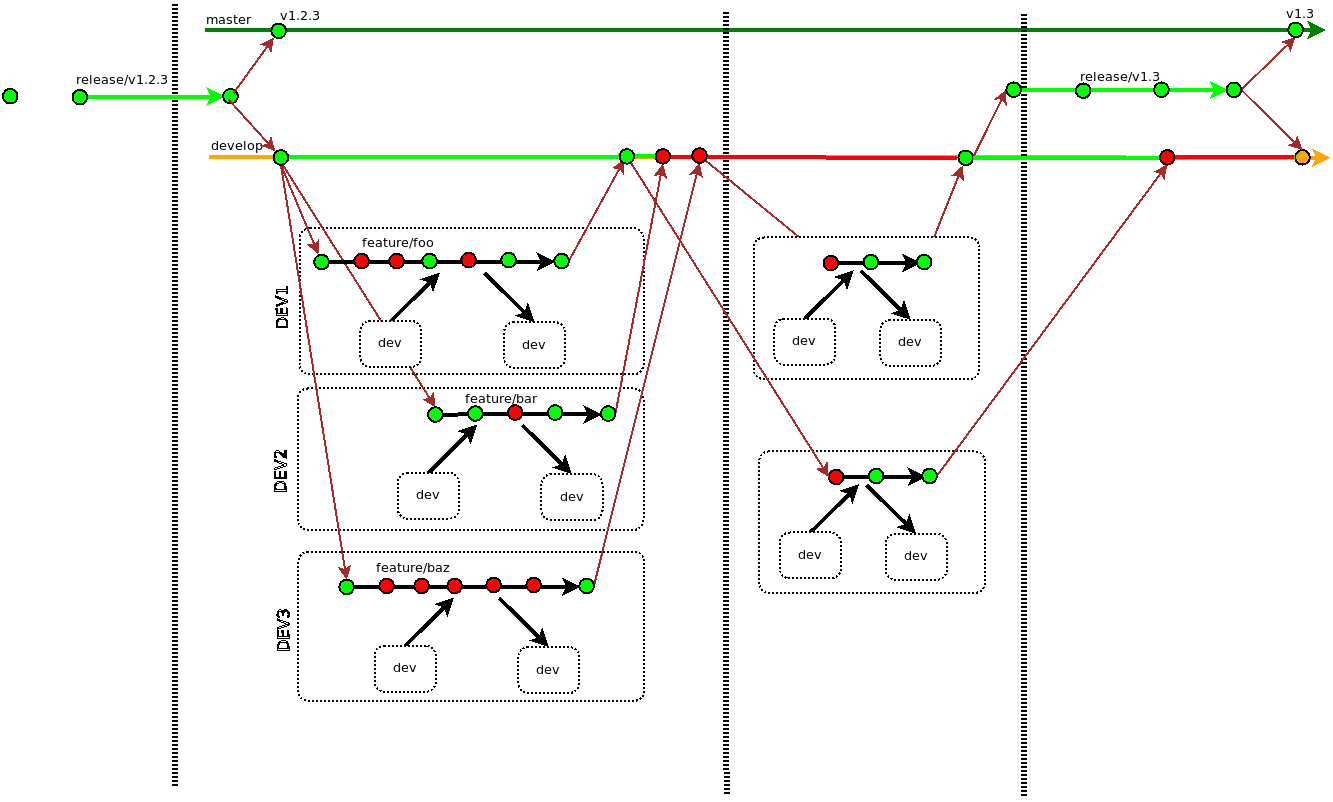 v1.2.3
v1.3
master
release/v1.2.3
release/v1.3
develop
feature/foo
DEV1
dev
dev
dev
dev
feature/bar
DEV2
dev
dev
dev
dev
feature/baz
DEV3
dev
dev